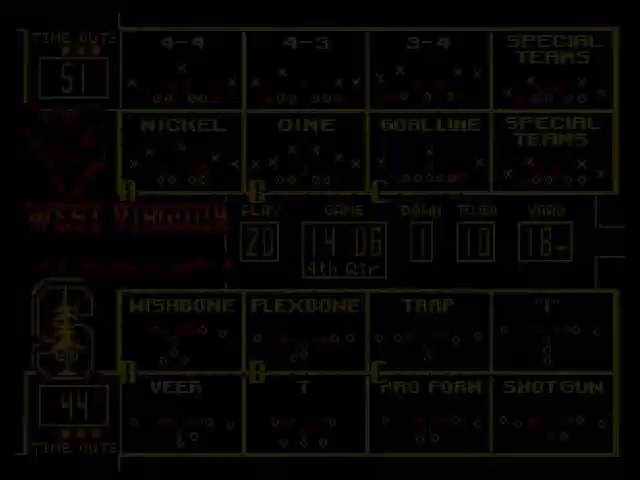 TIME OUTS
51
4-4
4-3
3-4
SPECIAL TEAMS
NICKEL
DIME
GOAL LINE
SPECIAL TEAMS
A
B
C
WEST VIRGINIA
PLAY
20
GAME
14 06
4th Qtr
DOWN
1
TO GO
10
YARD
18
WISHBONE
FLEXBONE
TRAP
"I"
A
B
C
VEER
T
PRO FORM
SHOTGUN
44
TIME OUTS